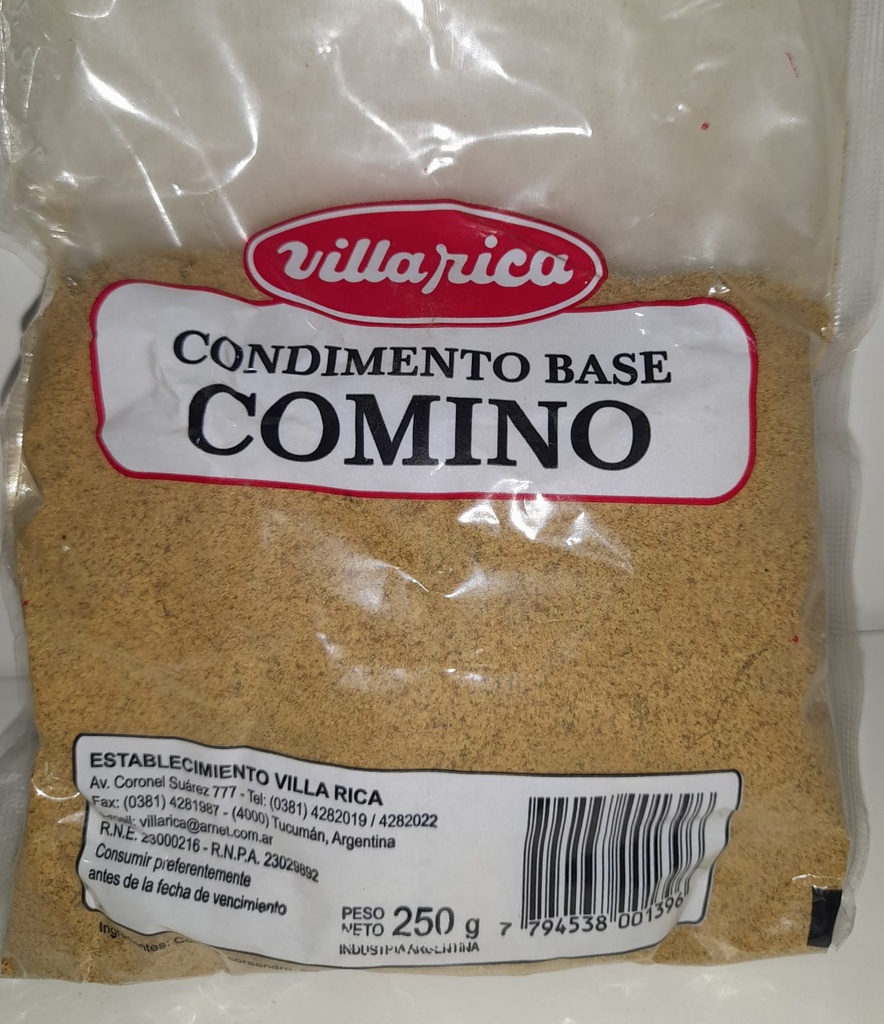 villa rica
CONDIMENTO BASE
COMINO
ESTABLECIMIENTO VILLA RICA
Av. Coronel Suárez 777 - Tel: (0381) 4282019 / 4282022
Fax: (0381) 4281987 - (4000) Tucumán, Argentina
villarica@arnet.com.ar
R.N.E. 23000216 - R.N.P.A. 23029892
Consumir preferentemente
antes de la fecha de vencimiento
PESO
NETO 250 g
INDUSTRIA ARGENTINA
7 794538 001396